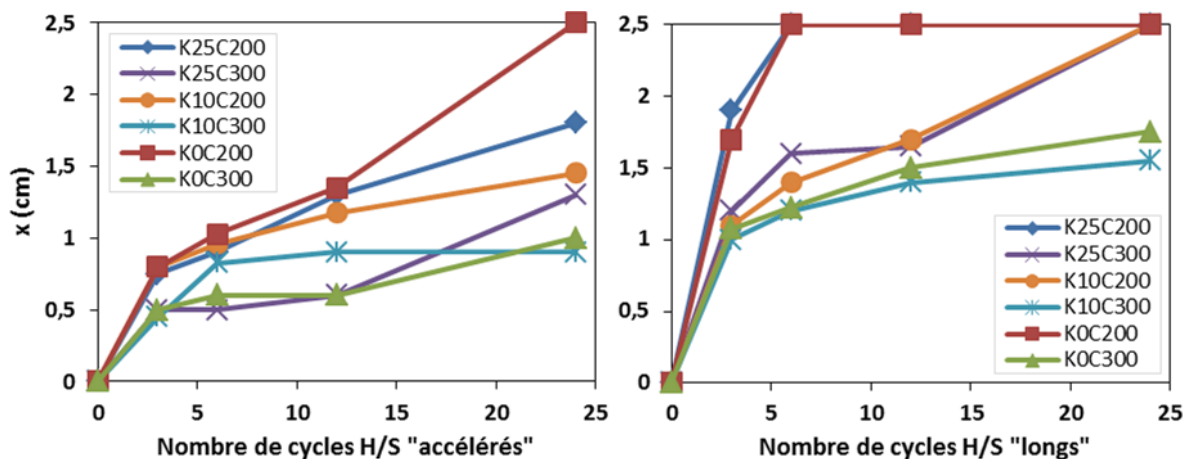 x (cm)
2,5
2
1,5
1
0,5
0
0 5 10 15 20 25
K25C200
K25C300
K10C200
K10C300
K0C200
K0C300
Nombre de cycles H/S "accélérés"
2,5
2
1,5
1
0,5
0
0 5 10 15 20 25
K25C200
K25C300
K10C200
K10C300
K0C200
K0C300
Nombre de cycles H/S "longs"